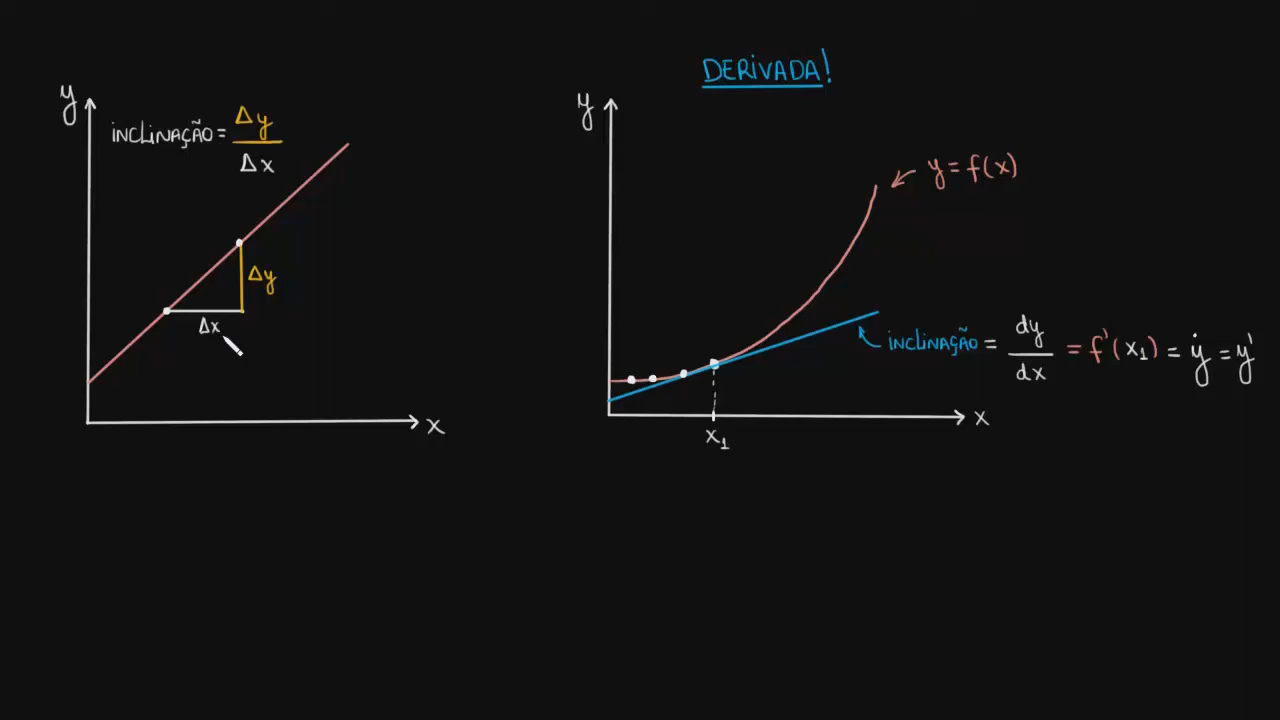 y
inclinação = Δy / Δx
Δy
Δx
x
DERIVADA!
y
y = f(x)
inclinação = dy / dx = f'(x₁) = ẏ = y'
x
x₁